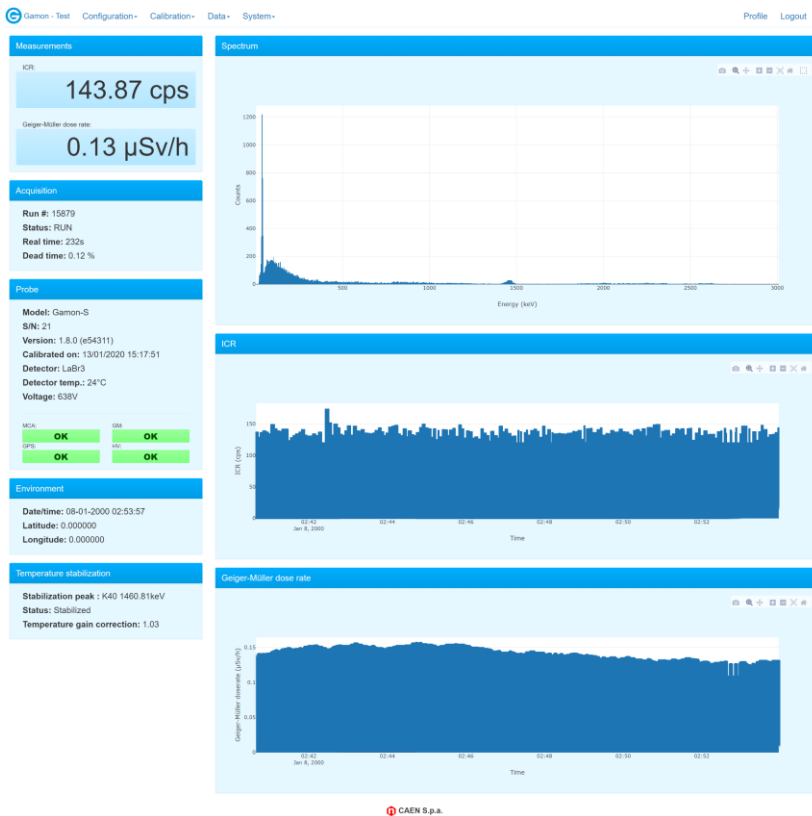 Gamon - Test Configuration Calibration Data System Profile Logout
Measurements
ICR:
143.87 cps
Geiger-Müller dose rate:
0.13 µSv/h
Acquisition
Run #: 15879
Status: RUN
Real time: 232s
Dead time: 0.12 %
Probe
Model: Gamon-S
S/N: 21
Version: 1.8.0 (e54311)
Calibrated on: 13/01/2020 15:17:51
Detector: LaBr3
Detector temp.: 24°C
Voltage: 638V
MCA:
OK
GM:
OK
GPS:
OK
HV:
OK
Environment
Date/time: 08-01-2000 02:53:57
Latitude: 0.000000
Longitude: 0.000000
Temperature stabilization
Stabilization peak : K40 1460.81keV
Status: Stabilized
Temperature gain correction: 1.03
Spectrum
1200
1000
800
600
400
200
0
Counts
500 1000 1500 2000 2500 3000
Energy (keV)
ICR
150
100
50
0
ICR (cps)
02:42 02:44 02:46 02:48 02:50 02:52
Jan 8, 2000
Time
Geiger-Müller dose rate
0.15
0.1
0.05
0
Geiger-Müller doserate (µSv/h)
02:42 02:44 02:46 02:48 02:50 02:52
Jan 8, 2000
Time
CAEN S.p.a.